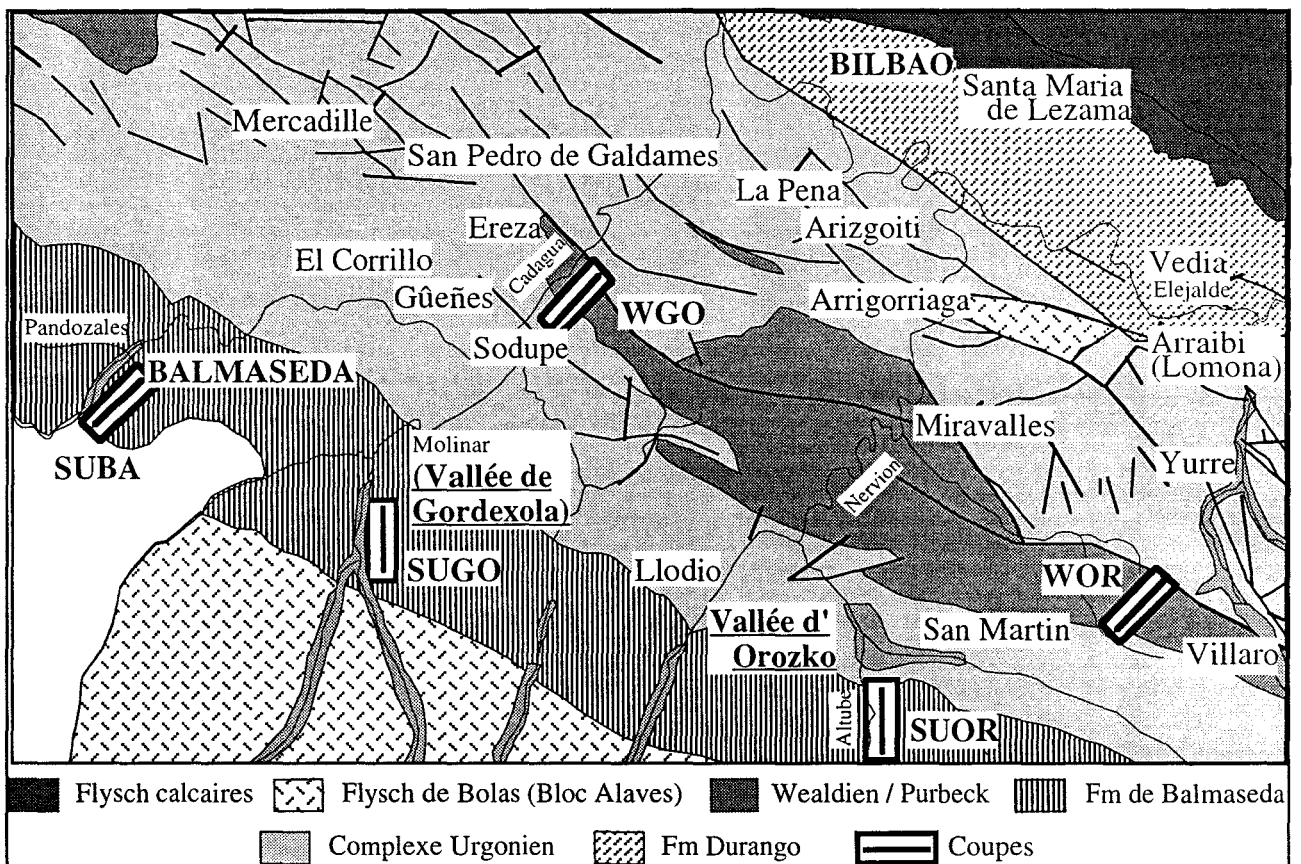 BILBAO
Santa Maria
de Lezama
Mercadille
San Pedro de Galdames
La Pena
Ereza
Arizgoiti
El Corrillo
Cadagua
Vedia
Elejalde
Gûeñes
Arrigorriaga
WGO
Pandozales
Sodupe
Arraibi
(Lomona)
BALMASEDA
Miravalles
SUBA
Molinar
(Vallée de
Gordexola)
Yurre
Nervion
SUGO
Llodio
WOR
Vallée d'
Orozko
San Martin
Villaro
Altube
SUOR
Flysch calcaires
Flysch de Bolas (Bloc Alaves)
Wealdien / Purbeck
Fm de Balmaseda
Complexe Urgonien
Fm Durango
Coupes